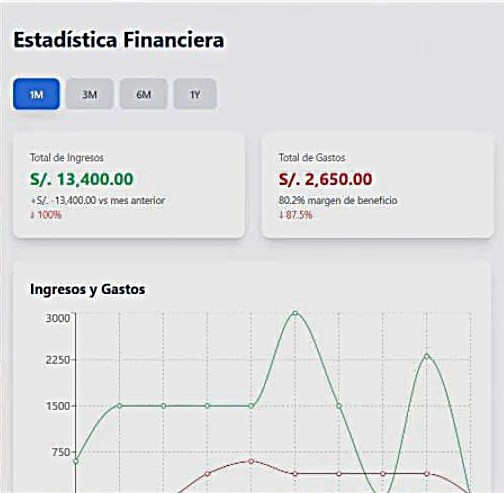 Estadística Financiera
1M 3M 6M 1Y
Total de Ingresos
S/. 13,400.00
+S/. -13,400.00 vs mes anterior
↓ 100%
Total de Gastos
S/. 2,650.00
80.2% margen de beneficio
↓ 87.5%
Ingresos y Gastos
3000
2250
1500
750